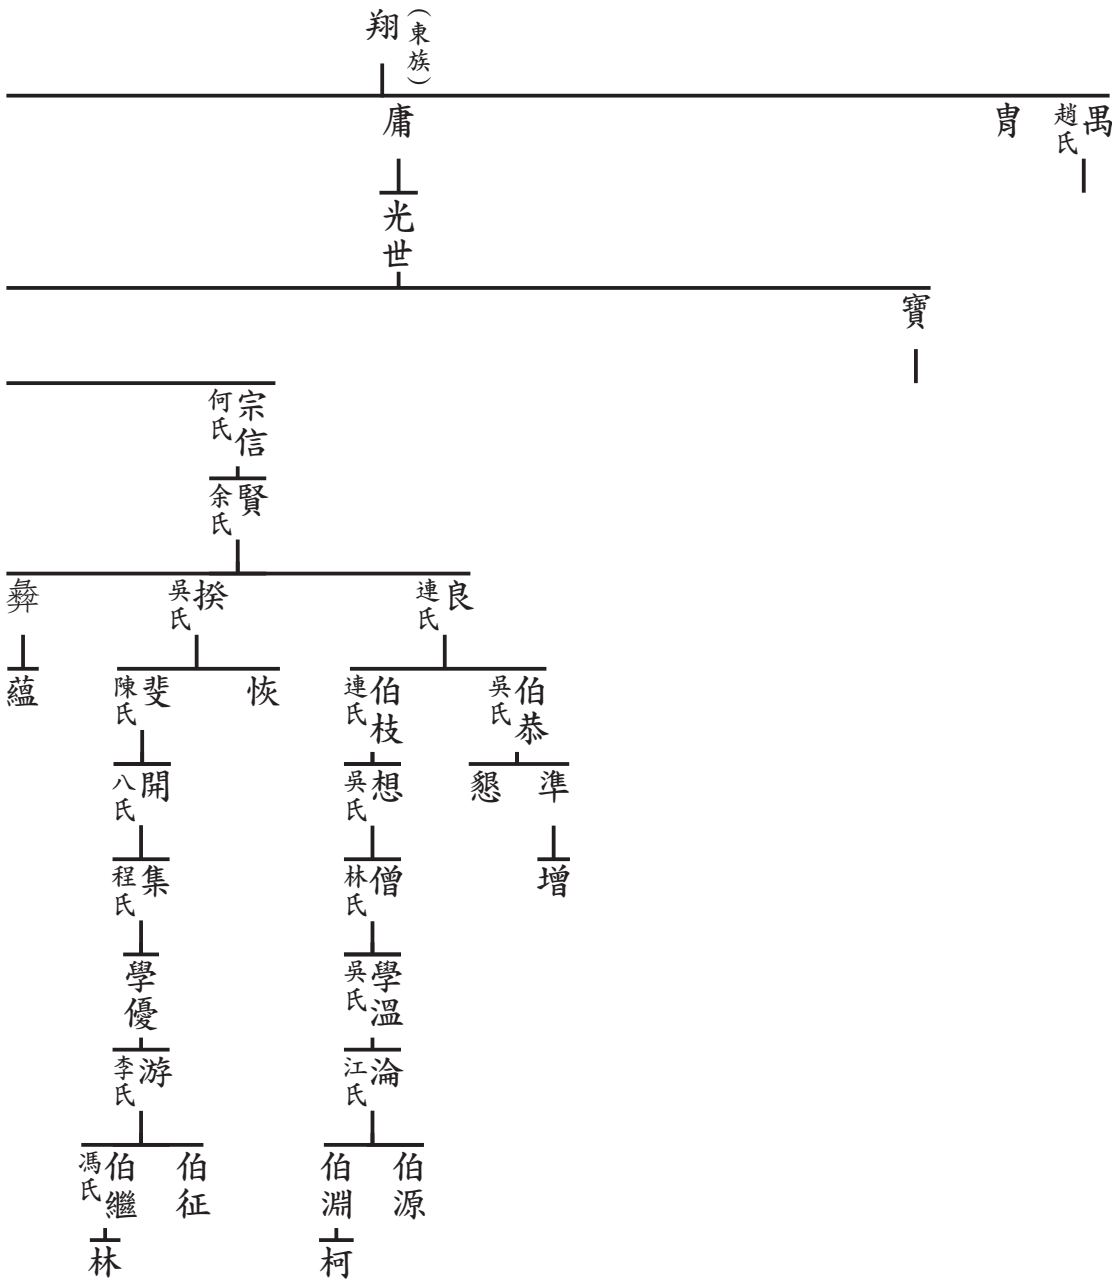 翔
（東族）
禺
趙氏
胄
庸
光世
寶
宗信
何氏
賢
余氏
良
連氏
揆
吳氏
彜
伯恭
吳氏
伯枝
連氏
恢
斐
陳氏
蘊
準
懇
想
吳氏
開
八氏
增
僧
林氏
集
程氏
學溫
吳氏
學優
淪
江氏
游
李氏
伯源
伯淵
伯征
伯繼
馮氏
柯
林